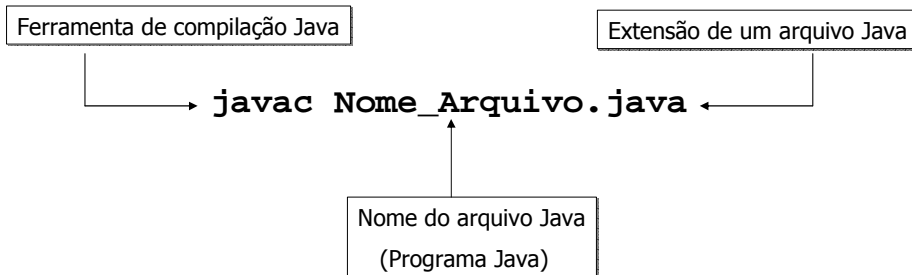 Ferramenta de compilação Java
Extensão de um arquivo Java
javac Nome_Arquivo.java
Nome do arquivo Java
(Programa Java)